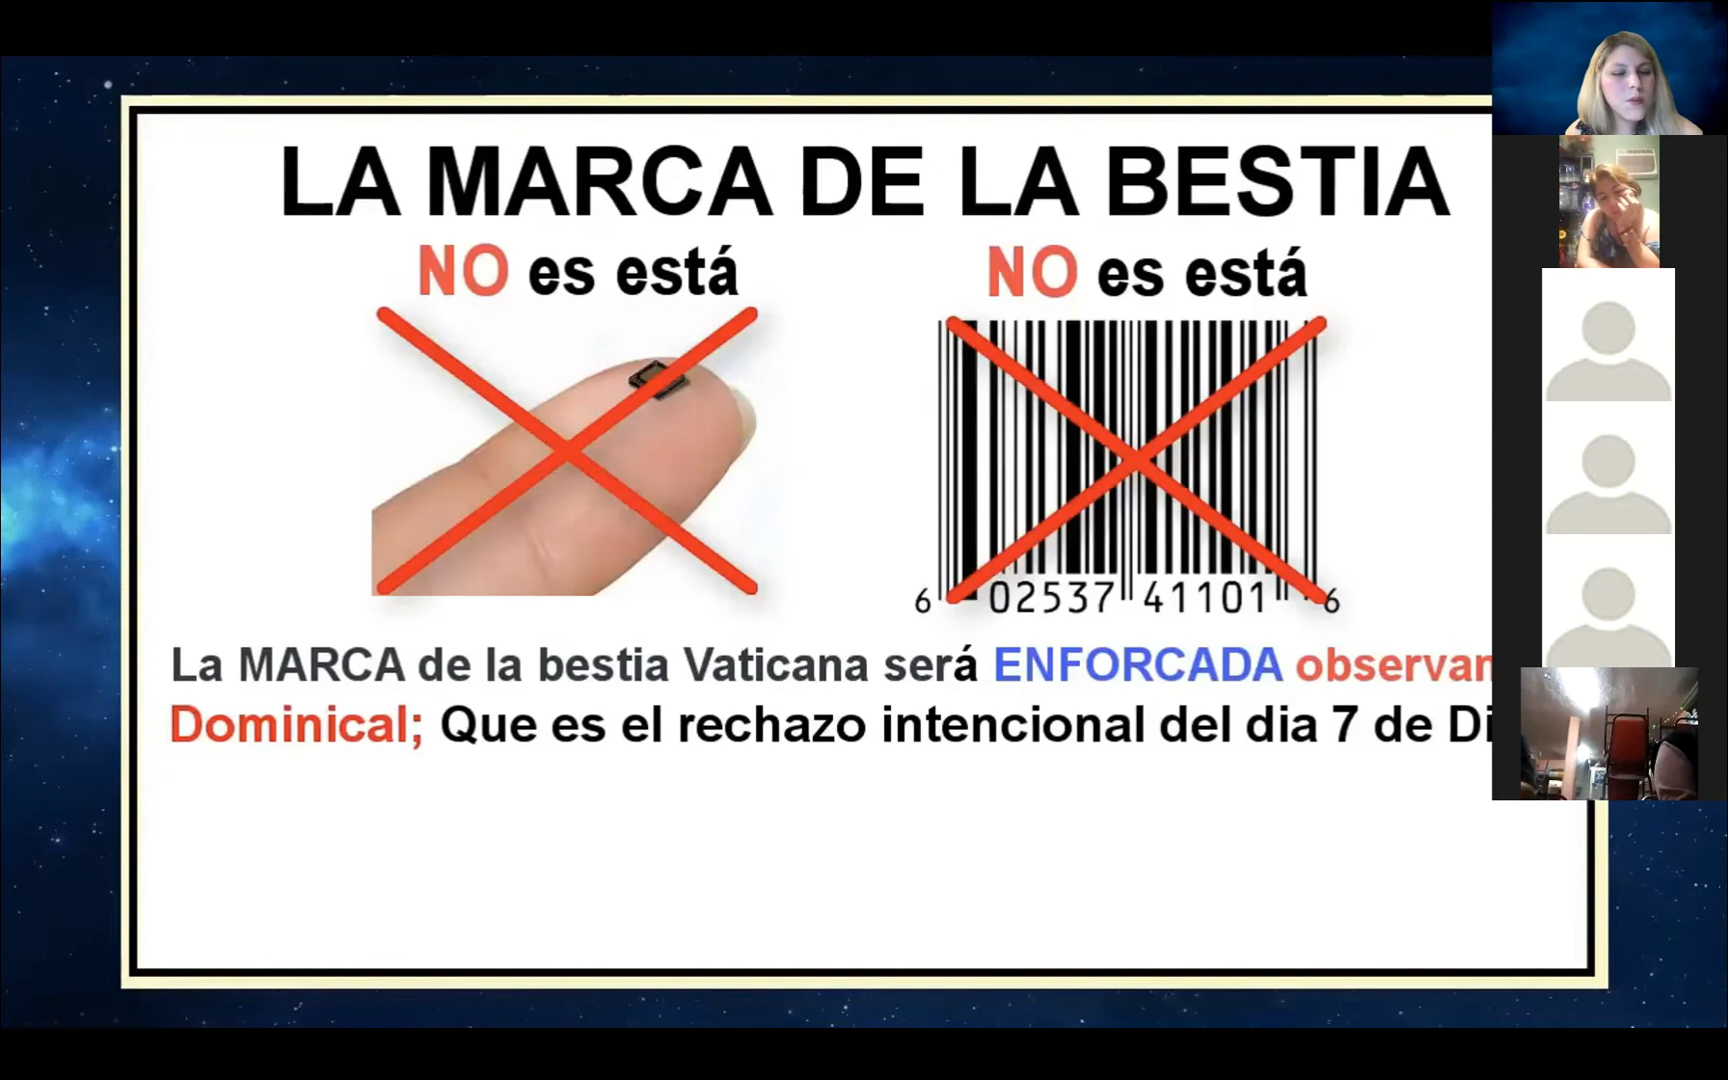 LA MARCA DE LA BESTIA
NO es está
NO es está
6 02537 41101 6
La MARCA de la bestia Vaticana será ENFORCADA
Dominical; Que es el rechazo intencional del dia 7 de